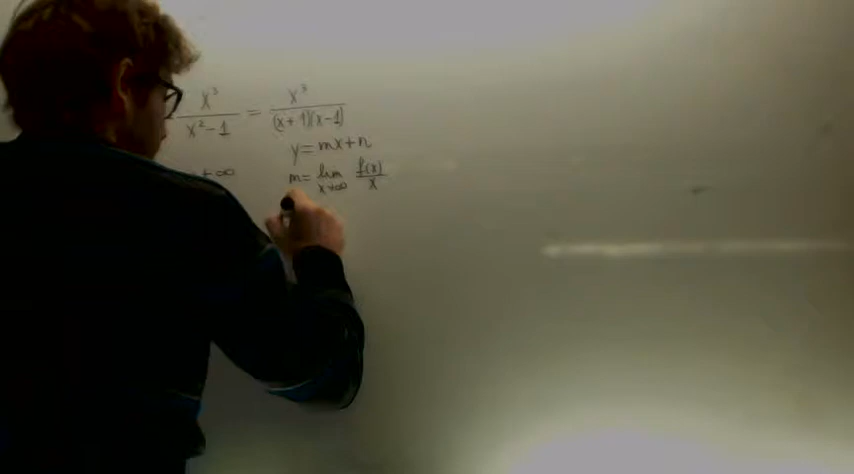 x³/(x²-1) = x³/((x+1)(x-1))
y = mx+n
+∞
m = lim x→∞ f(x)/x